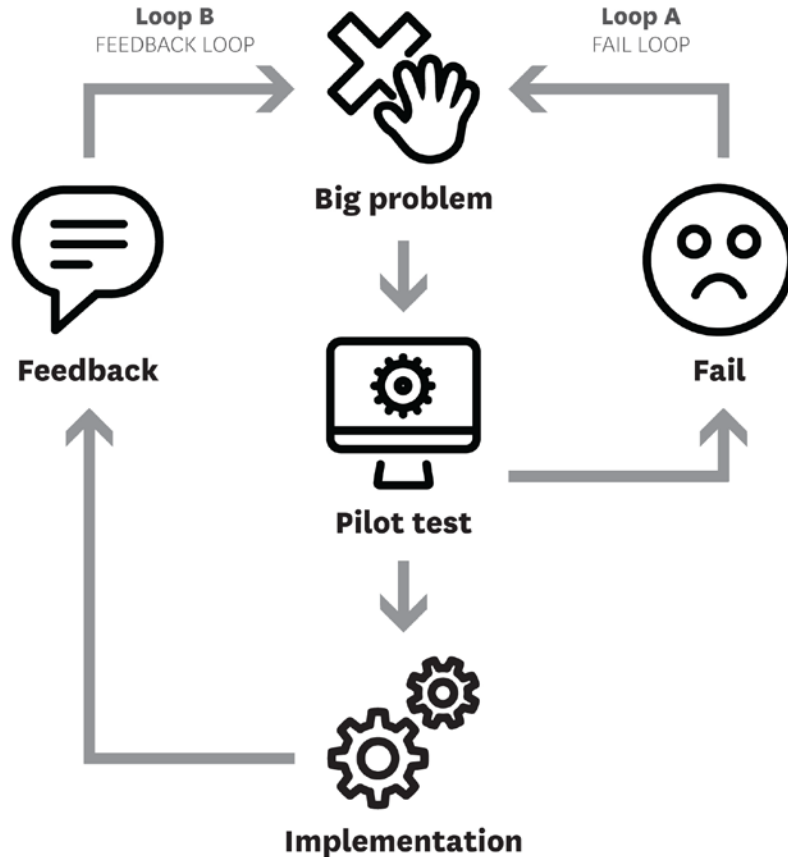 Loop B
FEEDBACK LOOP
Loop A
FAIL LOOP
Big problem
Feedback
Fail
Pilot test
Implementation